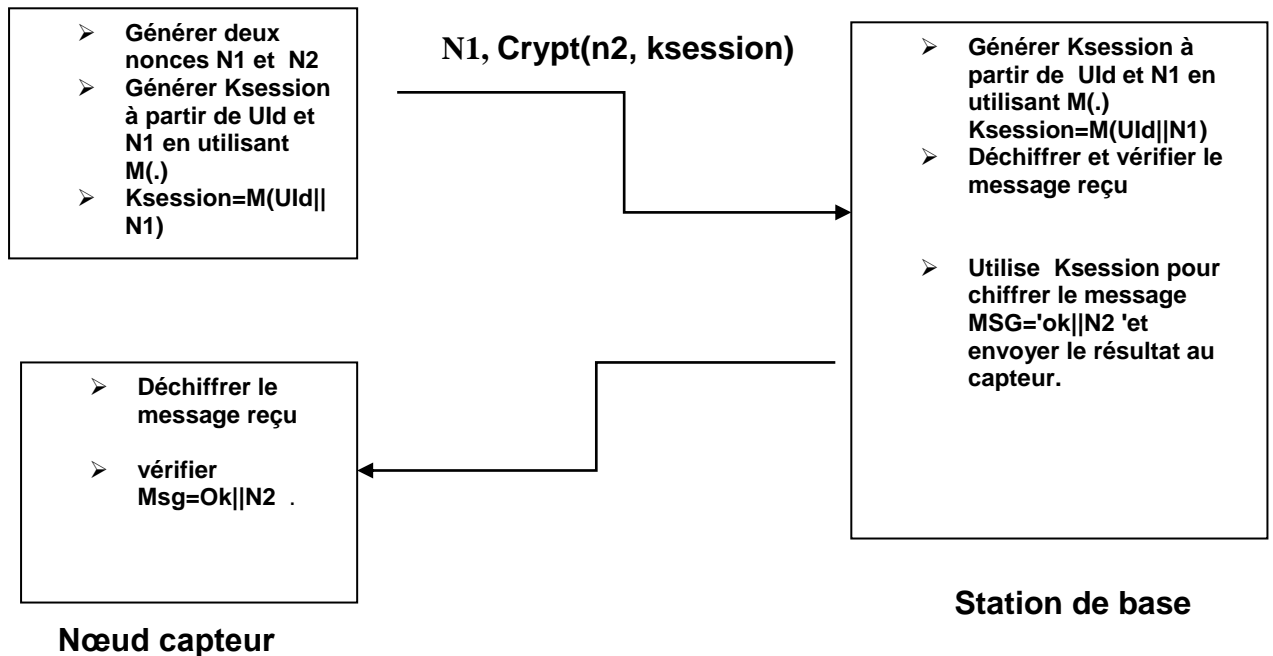 ➢ Générer deux
nonces N1 et N2
➢ Générer Ksession
à partir de UId et
N1 en utilisant
M(.)
➢ Ksession=M(UId||
N1)
N1, Crypt(n2, ksession)
➢ Générer Ksession à
partir de UId et N1 en
utilisant M(.)
Ksession=M(UId||N1)
➢ Déchiffrer et vérifier le
message reçu
➢ Utilise Ksession pour
chiffrer le message
MSG='ok||N2 'et
envoyer le résultat au
capteur.
➢ Déchiffrer le
message reçu
➢ vérifier
Msg=Ok||N2 .
Station de base
Nœud capteur